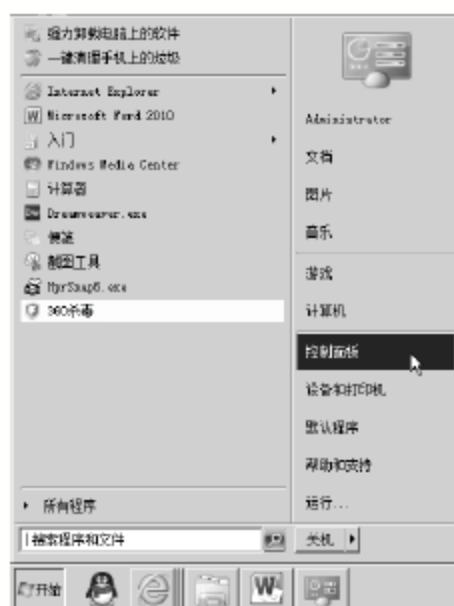 强力卸载电脑上的软件
一键清理手机上的垃圾
Internet Explorer
Microsoft Word 2010
入门
Windows Media Center
计算器
Dreamweaver.exe
便笺
截图工具
HprSnap6.exe
360杀毒
所有程序
搜索程序和文件
Administrator
文档
图片
音乐
游戏
计算机
控制面板
设备和打印机
默认程序
帮助和支持
运行...
关机
开始